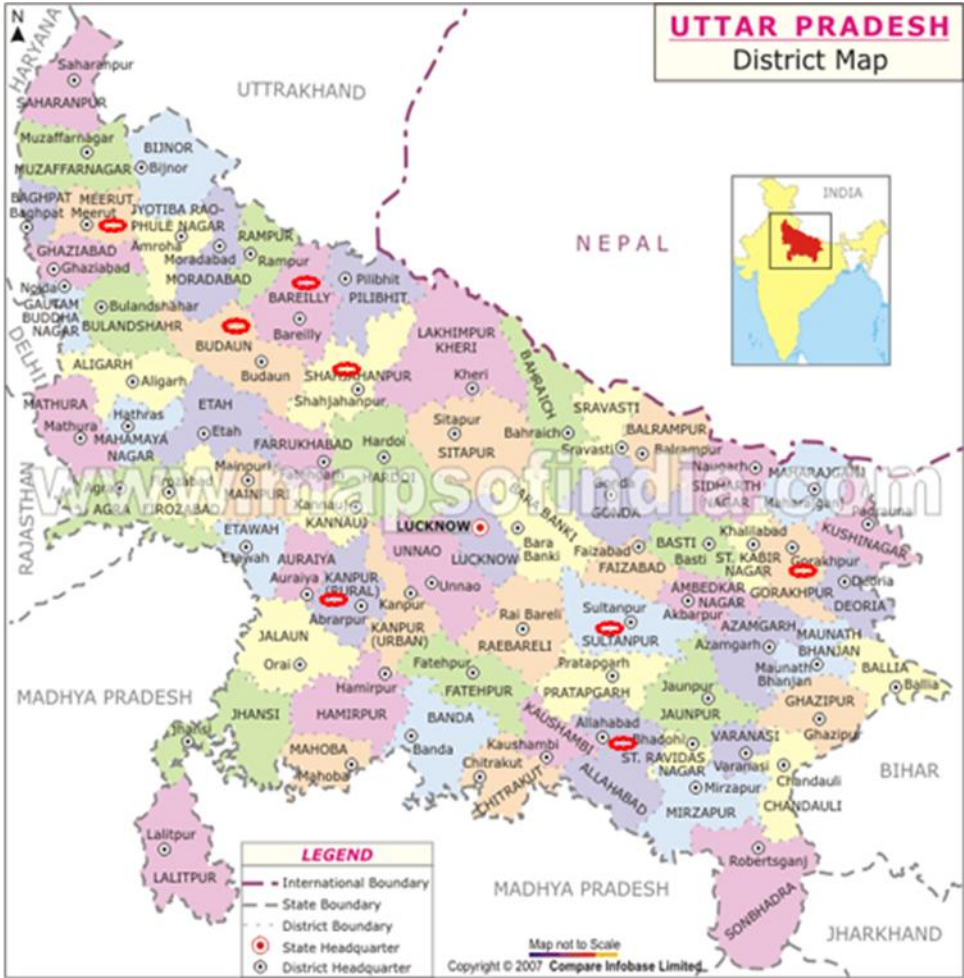 UTTAR PRADESH
District Map
N
HARYANA
Saharanpur
SAHARANPUR
UTTRAKHAND
Muzaffarnagar
MUZAFFARNAGAR
BIJNOR
Bijnor
BAGHPAT
Baghpat
MEERUT
Meerut
JYOTIBA RAO-
PHULE NAGAR
Amroha
Moradabad
MORADABAD
RAMPUR
Rampur
NEPAL
INDIA
GHAZIABAD
Ghaziabad
Noida
GAUTAM
BUDDHA
NAGAR
Bulandshahar
BULANDSHAHR
BAREILLY
Bareilly
Pilibhit
PILIBHIT
DELHI
BUDAUN
Budaun
SHAHJAHANPUR
Shahjahanpur
LAKHIMPUR
KHERI
Kheri
BAHRAICH
Bahraich
ALIGARH
Aligarh
MATHURA
Mathura
Hathras
MAHAMAYA
NAGAR
ETAH
Etah
FARRUKHABAD
Fatehgarh
Hardoi
HARDOI
Sitapur
SITAPUR
SRAVASTI
Sravasti
BALRAMPUR
Balrampur
www.mapsofindia.com
RAJASTHAN
Agra
AGRA
Firozabad
FIROZABAD
Mainpuri
MAINPURI
Kannauj
KANNAUJ
BARA BANKI
Bara
Banki
Gonda
GONDA
Naugarh
SIDHARTH
NAGAR
MAHARAJGANJ
Maharajganj
Padrauna
KUSHINAGAR
ETAWAH
Etawah
AURAIYA
Auraiya
KANPUR
(RURAL)
Abrarpur
Kanpur
KANPUR
(URBAN)
UNNAO
Unnao
LUCKNOW
LUCKNOW
Faizabad
FAIZABAD
BASTI
Basti
Khalilabad
ST. KABIR
NAGAR
Gorakhpur
GORAKHPUR
Deoria
DEORIA
AMBEDKAR
NAGAR
Akbarpur
Rai Bareli
RAEBARELI
Sultanpur
SULTANPUR
AZAMGARH
Azamgarh
MAUNATH
BHANJAN
Maunath
Bhanjan
BALLIA
Ballia
JALAUN
Orai
Hamirpur
HAMIRPUR
Fatehpur
FATEHPUR
Pratapgarh
PRATAPGARH
Jaunpur
JAUNPUR
GHAZIPUR
Ghazipur
MADHYA PRADESH
JHANSI
Jhansi
MAHOBA
Mahoba
BANDA
Banda
Chitrakut
CHITRAKUT
KAUSHAMBI
Kaushambi
Allahabad
ALLAHABAD
Bhadohi
ST. RAVIDAS
NAGAR
VARANASI
Varanasi
Mirzapur
MIRZAPUR
Chandauli
CHANDAULI
BIHAR
Lalitpur
LALITPUR
Robertsganj
SONBHADRA
MADHYA PRADESH
JHARKHAND
LEGEND
International Boundary
State Boundary
District Boundary
State Headquarter
District Headquarter
Map not to Scale
Copyright © 2007 Compare Infobase Limited